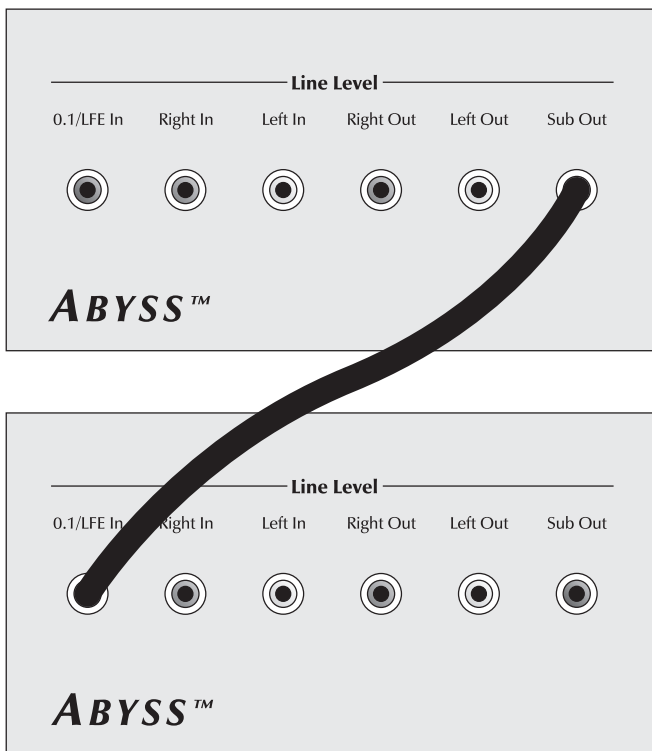 Line Level
0.1/LFE In Right In Left In Right Out Left Out Sub Out
ABYSS™
Line Level
0.1/LFE In Right In Left In Right Out Left Out Sub Out
ABYSS™